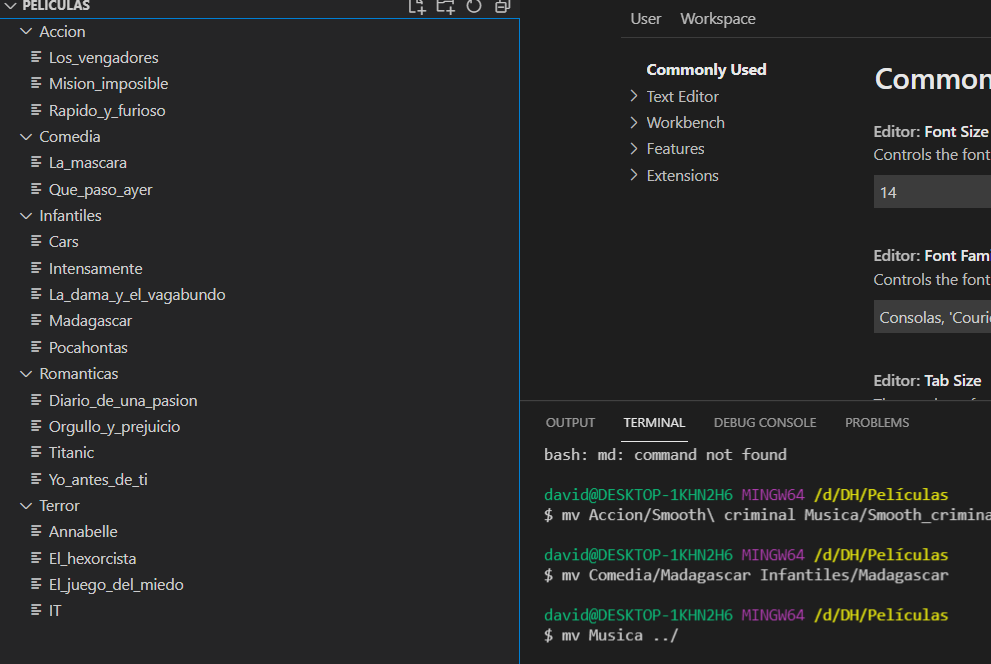 PELÍCULAS
Accion
Los_vengadores
Mision_imposible
Rapido_y_furioso
Comedia
La_mascara
Que_paso_ayer
Infantiles
Cars
Intensamente
La_dama_y_el_vagabundo
Madagascar
Pocahontas
Romanticas
Diario_de_una_pasion
Orgullo_y_prejuicio
Titanic
Yo_antes_de_ti
Terror
Annabelle
El_hexorcista
El_juego_del_miedo
IT
User Workspace
Commonly Used
Text Editor
Workbench
Features
Extensions
Common
Editor: Font Size
Controls the font
14
Editor: Font Fami
Controls the font
Consolas, 'Courie
Editor: Tab Size
OUTPUT TERMINAL DEBUG CONSOLE PROBLEMS
bash: md: command not found
david@DESKTOP-1KHN2H6 MINGW64 /d/DH/Películas
$ mv Accion/Smooth\ criminal Musica/Smooth_crimina
david@DESKTOP-1KHN2H6 MINGW64 /d/DH/Películas
$ mv Comedia/Madagascar Infantiles/Madagascar
david@DESKTOP-1KHN2H6 MINGW64 /d/DH/Películas
$ mv Musica ../